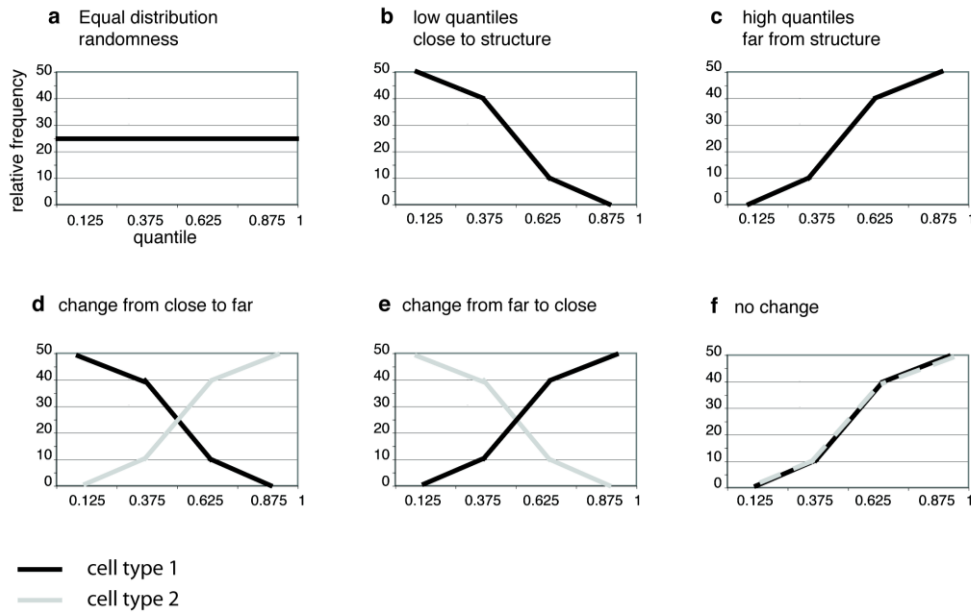 a Equal distribution
randomness
b low quantiles
close to structure
c high quantiles
far from structure
relative frequency
50
40
30
20
10
0
0.125 0.375 0.625 0.875 1
quantile
50
40
30
20
10
0
0.125 0.375 0.625 0.875 1
50
40
30
20
10
0
0.125 0.375 0.625 0.875 1
d change from close to far
e change from far to close
f no change
50
40
30
20
10
0
0.125 0.375 0.625 0.875 1
50
40
30
20
10
0
0.125 0.375 0.625 0.875 1
50
40
30
20
10
0
0.125 0.375 0.625 0.875 1
cell type 1
cell type 2